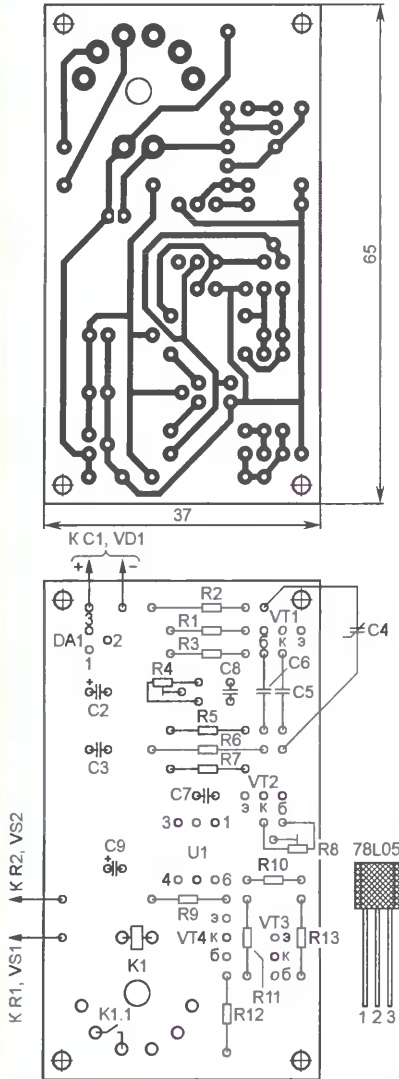 65
37
К C1, VD1
+ −
R2
3 R1 VT1
DA1 2 б к э C4
R3
1
R4 C8 C6
+
C2 C5
R5
R6
C3 R7
VT2
C7 э к б
3 1
R8
К R2, VS2
U1 78L05
+
C9 4 6 R10
R9 э
К R1, VS1
VT4 к VT3 э R13
б к
K1 б
R11 1 2 3
K1.1 R12